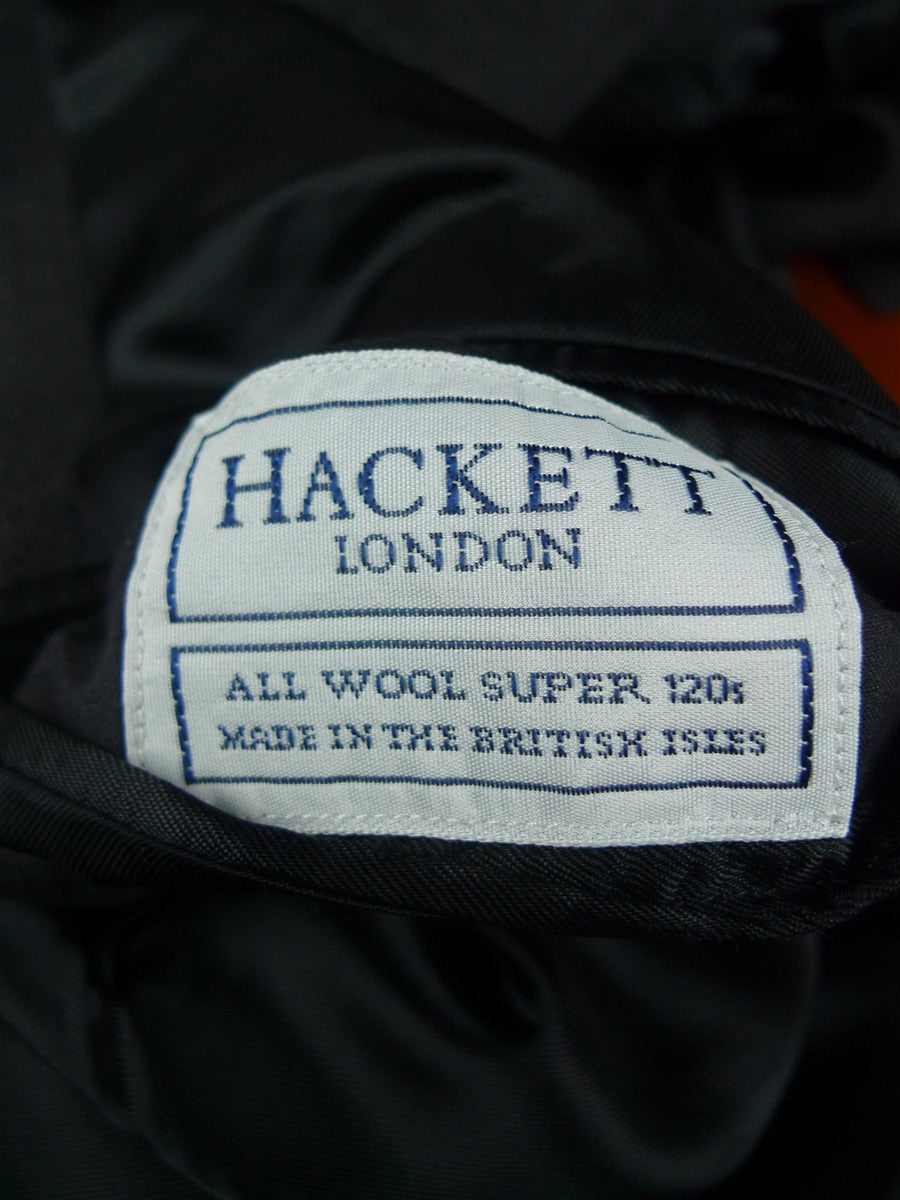 HACKETT
LONDON
ALL WOOL SUPER 120s
MADE IN THE BRITISH ISLES